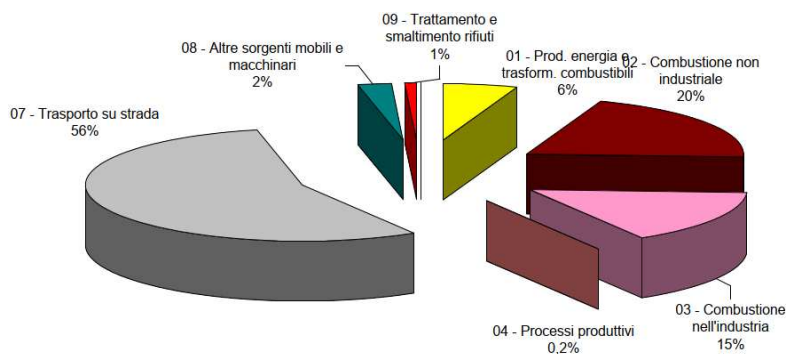 09 - Trattamento e
smaltimento rifiuti
1%
08 - Altre sorgenti mobili e
macchinari
2%
01 - Prod. energia e
trasform. combustibili
6%
02 - Combustione non
industriale
20%
07 - Trasporto su strada
56%
03 - Combustione
nell'industria
15%
04 - Processi produttivi
0,2%